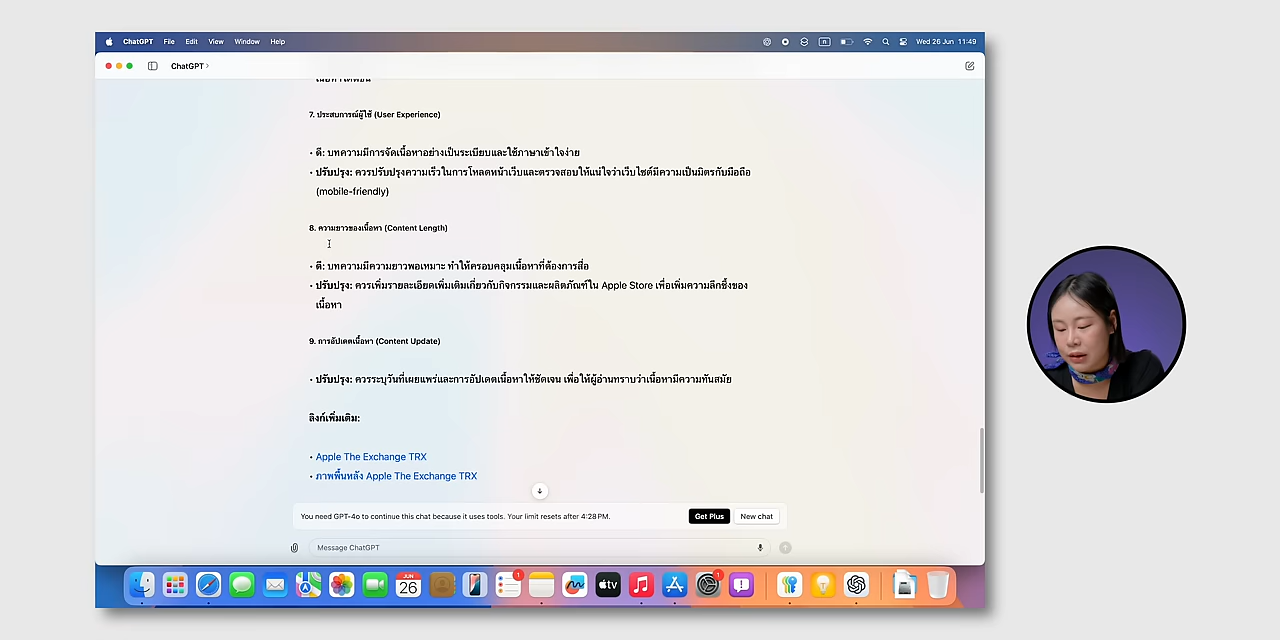 ChatGPT File Edit View Window Help
Wed 26 Jun 11:49
ChatGPT
7. ประสบการณ์ผู้ใช้ (User Experience)
• ดี: บทความมีการจัดเนื้อหาอย่างเป็นระเบียบและใช้ภาษาเข้าใจง่าย
• ปรับปรุง: ควรปรับปรุงความเร็วในการโหลดหน้าเว็บและตรวจสอบให้แน่ใจว่าเว็บไซต์มีความเป็นมิตรกับมือถือ
(mobile-friendly)
8. ความยาวของเนื้อหา (Content Length)
• ดี: บทความมีความยาวพอเหมาะ ทำให้ครอบคลุมเนื้อหาที่ต้องการสื่อ
• ปรับปรุง: ควรเพิ่มรายละเอียดเพิ่มเติมเกี่ยวกับกิจกรรมและผลิตภัณฑ์ใน Apple Store เพื่อเพิ่มความลึกซึ้งของ
เนื้อหา
9. การอัปเดตเนื้อหา (Content Update)
• ปรับปรุง: ควรระบุวันที่เผยแพร่และการอัปเดตเนื้อหาให้ชัดเจน เพื่อให้ผู้อ่านทราบว่าเนื้อหามีความทันสมัย
ลิงก์เพิ่มเติม:
• Apple The Exchange TRX
• ภาพพื้นหลัง Apple The Exchange TRX
You need GPT-4o to continue this chat because it uses tools. Your limit resets after 4:28 PM.
Get Plus
New chat
Message ChatGPT
JUN
26
1
tv
1